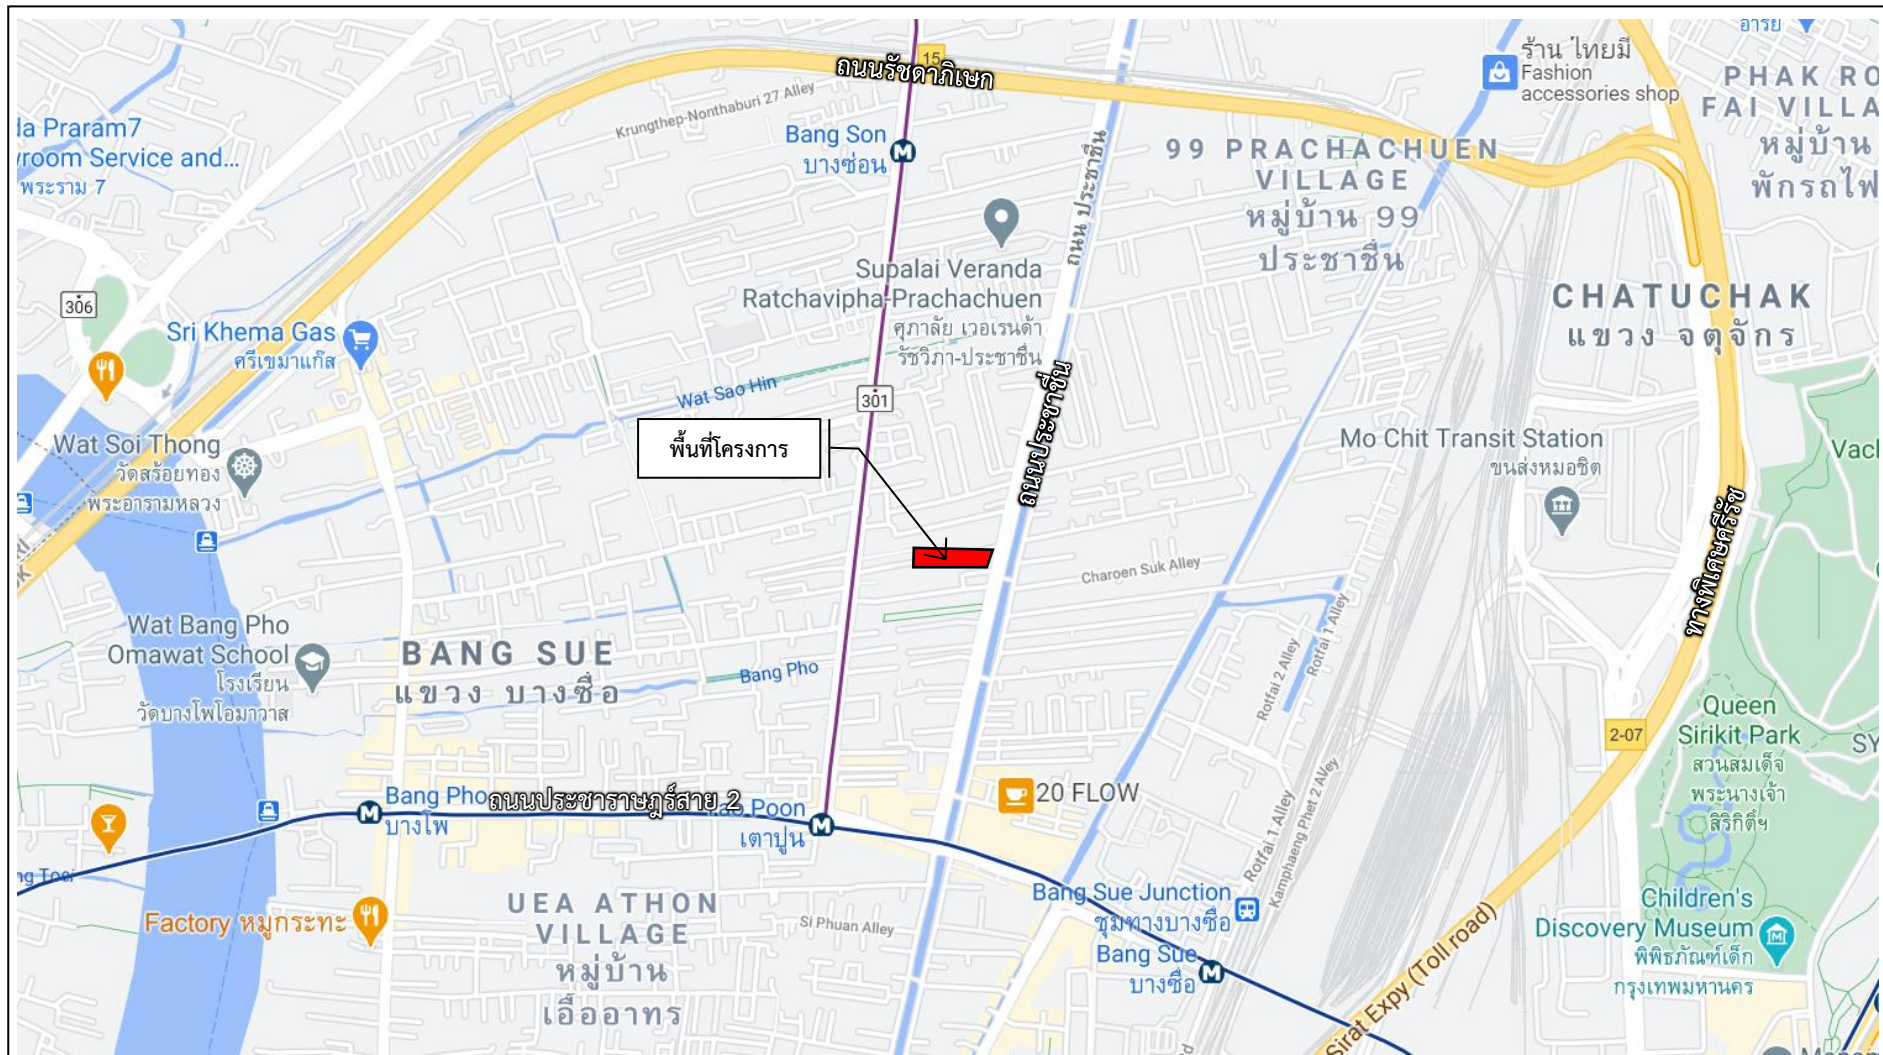 อารีย์
ร้าน ไทยมี
Fashion
accessories shop
15
ถนนรัชดาภิเษก
PHAK RO
FAI VILLA
หมู่บ้าน
พักรถไฟ
Krungthep-Nonthaburi 27 Alley
da Praram7
wroom Service and...
พระราม 7
Bang Son
บางซ่อน
ถนน ประชาชื่น
99 PRACHACHUEN
VILLAGE
หมู่บ้าน 99
ประชาชื่น
Supalai Veranda
Ratchavipha-Prachachuen
ศุภาลัย เวอเรนด้า
รัชวิภา-ประชาชื่น
306
Sri Khema Gas
ศรีเขมาแก๊ส
CHATUCHAK
แขวง จตุจักร
Wat Sao Hin
301
ถนนประชาชื่น
พื้นที่โครงการ
Wat Soi Thong
วัดสร้อยทอง
พระอารามหลวง
Mo Chit Transit Station
ขนส่งหมอชิต
Vacl
ทางพิเศษศรีรัช
Charoen Suk Alley
Wat Bang Pho
Omawat School
โรงเรียน
วัดบางโพโอมาวาส
BANG SUE
แขวง บางซื่อ
Bang Pho
Rotfai 2 Alley
Rotfai 1 Alley
2-07
Queen
Sirikit Park
สวนสมเด็จ
พระนางเจ้า
สิริกิติ์ฯ
SY
Bang Pho
บางโพ
ถนนประชาราษฎร์สาย 2
Tao Poon
เตาปูน
20 FLOW
Rotfai 1 Alley
Kamphaeng Phet 2 Alley
Factory หมูกระทะ
UEA ATHON
VILLAGE
หมู่บ้าน
เอื้ออาทร
Si Phuan Alley
Bang Sue Junction
ชุมทางบางซื่อ
Bang Sue
บางซื่อ
Sirat Expy (Toll road)
Children's
Discovery Museum
พิพิธภัณฑ์เด็ก
กรุงเทพมหานคร